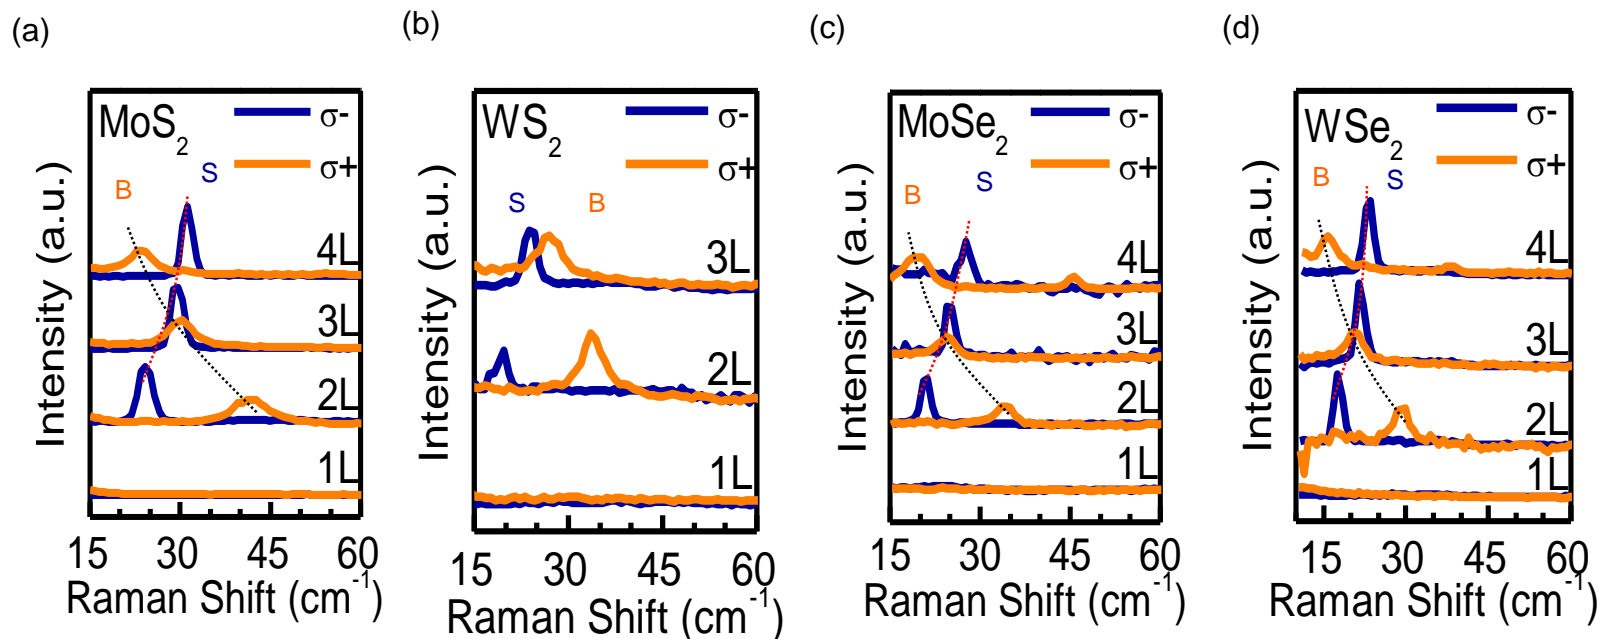 (a)
(b)
(c)
(d)
MoS2
σ-
σ+
B
S
4L
3L
2L
1L
Intensity (a.u.)
15 30 45 60
Raman Shift (cm-1)
WS2
σ-
σ+
S
B
3L
2L
1L
Intensity (a.u.)
15 30 45 60
Raman Shift (cm-1)
MoSe2
σ-
σ+
B
S
4L
3L
2L
1L
Intensity (a.u.)
15 30 45 60
Raman Shift (cm-1)
WSe2
σ-
σ+
B
S
4L
3L
2L
1L
Intensity (a.u.)
15 30 45 60
Raman Shift (cm-1)